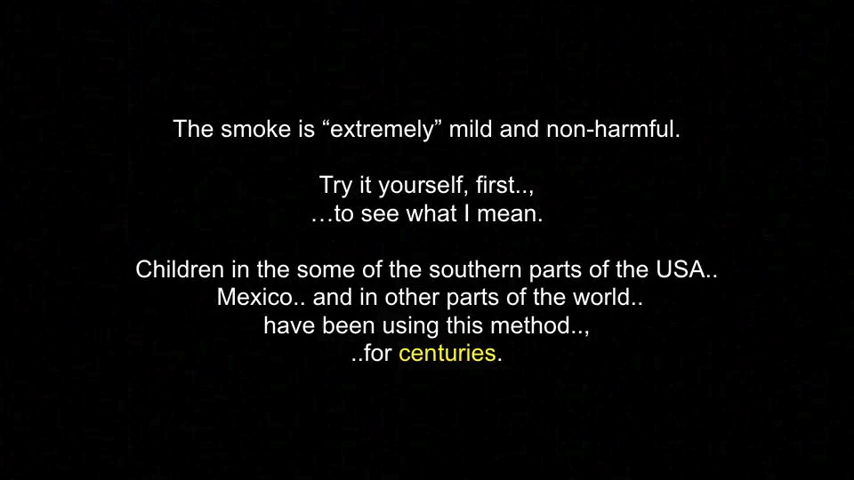 The smoke is “extremely” mild and non-harmful.
Try it yourself, first..,
…to see what I mean.
Children in the some of the southern parts of the USA..
Mexico.. and in other parts of the world..
have been using this method..,
..for centuries.